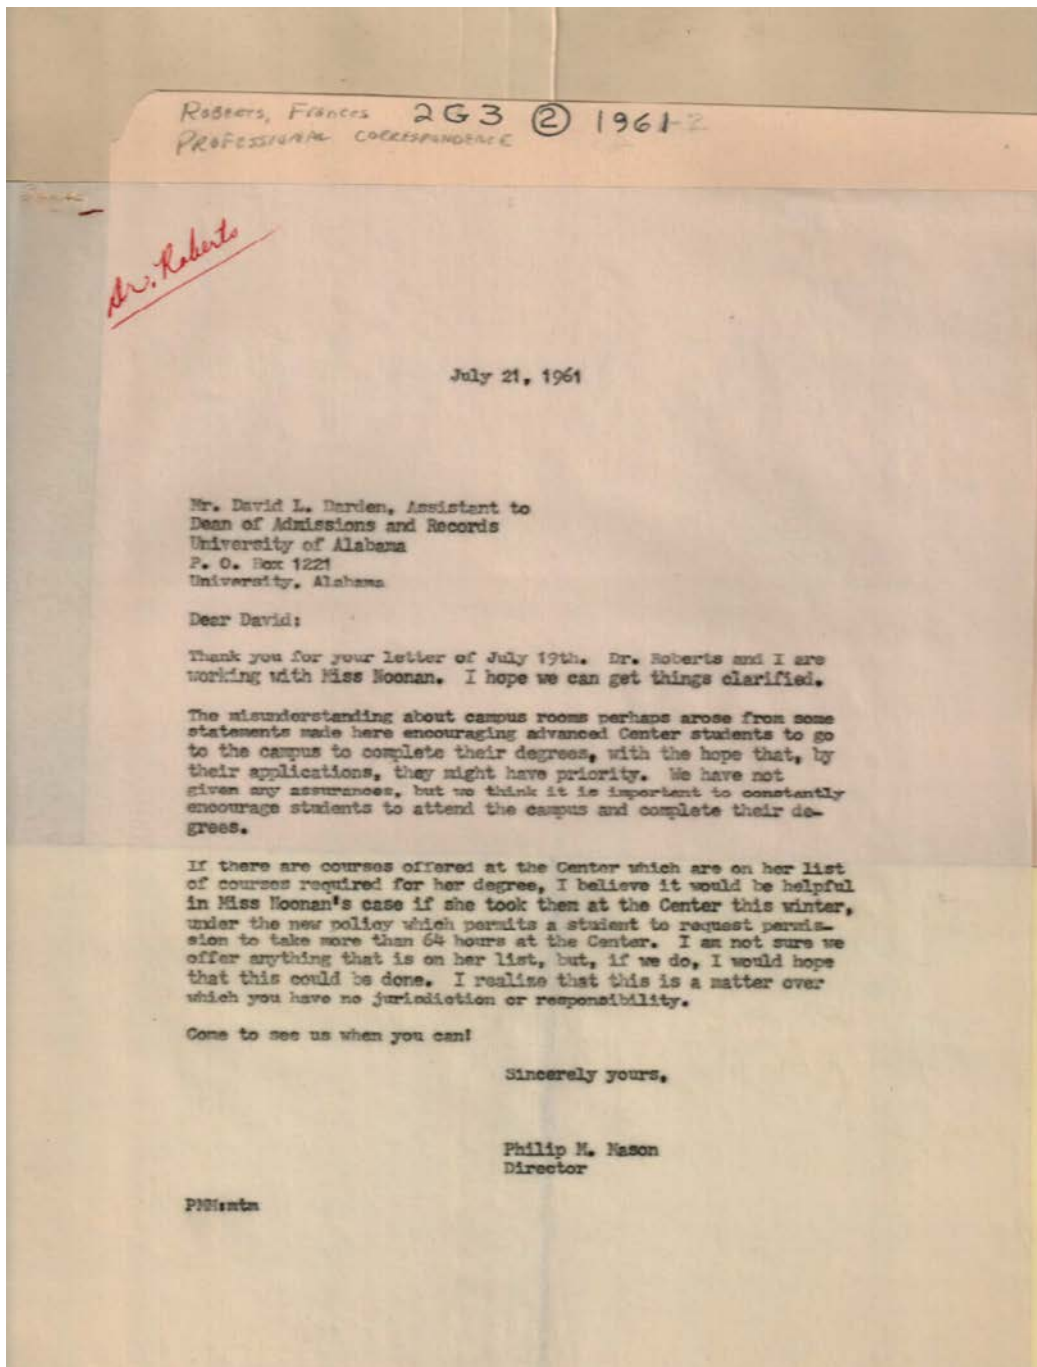 Roberts, Frances 2G3 ② 1961-2
PROFESSIONAL CORRESPONDENCE
Dr. Roberts
July 21, 1961
Mr. David L. Darden, Assistant to
Dean of Admissions and Records
University of Alabama
P. O. Box 1221
University, Alabama
Dear David:
Thank you for your letter of July 19th. Dr. Roberts and I are
working with Miss Noonan. I hope we can get things clarified.
The misunderstanding about campus rooms perhaps arose from some
statements made here encouraging advanced Center students to go
to the campus to complete their degrees, with the hope that, by
their applications, they might have priority. We have not
given any assurances, but we think it is important to constantly
encourage students to attend the campus and complete their de-
grees.
If there are courses offered at the Center which are on her list
of courses required for her degree, I believe it would be helpful
in Miss Noonan's case if she took them at the Center this winter,
under the new policy which permits a student to request permis-
sion to take more than 64 hours at the Center. I am not sure we
offer anything that is on her list, but, if we do, I would hope
that this could be done. I realize that this is a matter over
which you have no jurisdiction or responsibility.
Come to see us when you can!
Sincerely yours,
Philip M. Mason
Director
PMM:mtm